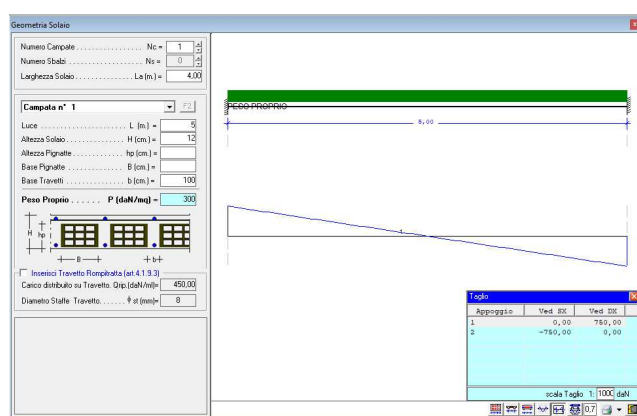 Geometria Solaio
Numero Campate . . . . . . . . . . . . . Nc = 1
Numero Sbalzi . . . . . . . . . . . . . . . Ns = 0
Larghezza Solaio . . . . . . . . . . . . . La (m.) = 4,00
Campata n° 1 F2
Luce . . . . . . . . . . . . . . . . . L (m.) = 5
Altezza Solaio . . . . . . . . . . . . H (cm.) = 12
Altezza Pignatte . . . . . . . . . . hp (cm.) =
Base Pignatte . . . . . . . . . . . . B (cm.) =
Base Travetti . . . . . . . . . . . . b (cm.) = 100
Peso Proprio . . . . . . P (daN/mq) = 300
H hp
B b
Inserisci Travetto Rompitratta (art.4.1.9.3)
Carico distribuito su Travetto. Qrip.(daN/ml)= 450,00
Diametro Staffe Travetto. . . . . . . ϕ st (mm)= 8
PESO PROPRIO
5,00
1
Taglio
Appoggio Ved SX Ved DX
1 0,00 750,00
2 -750,00 0,00
scala Taglio 1: 1000 daN
0,7